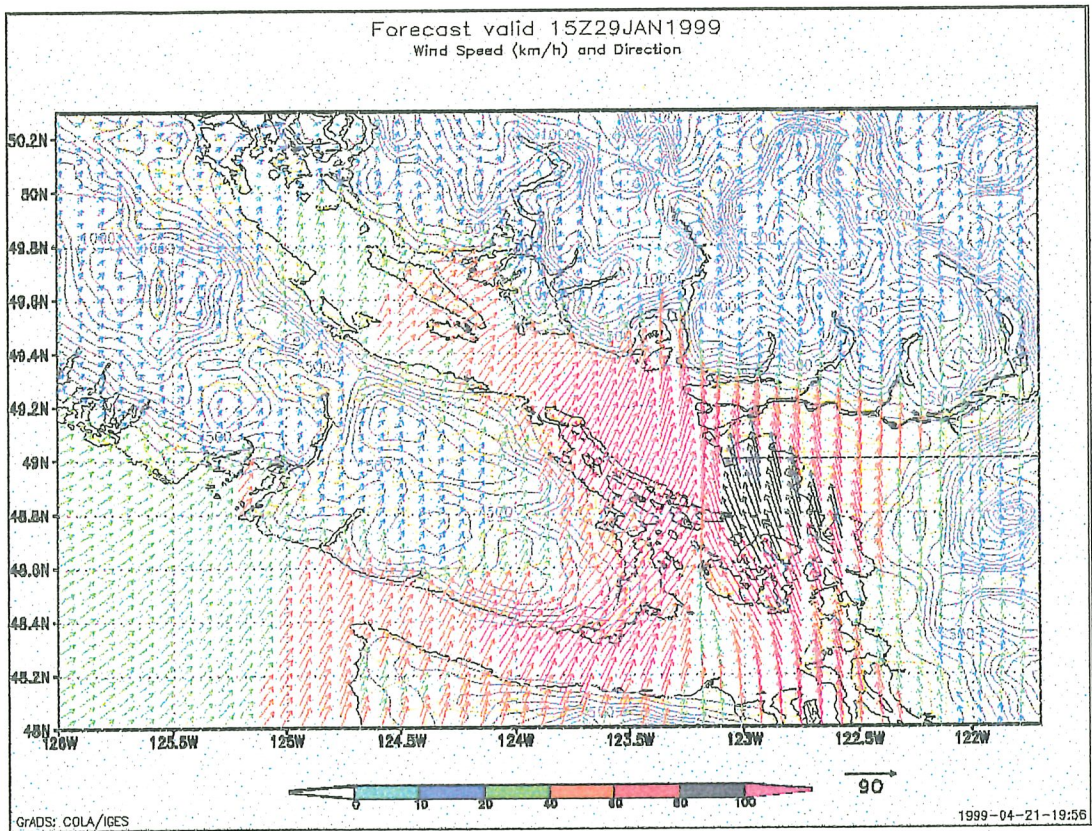 Forecast valid 15Z29JAN1999
Wind Speed (km/h) and Direction
50.2N
50N
49.8N
49.6N
49.4N
49.2N
49N
48.8N
48.6N
48.4N
48.2N
48N
126W 125.5W 125W 124.5W 124W 123.5W 123W 122.5W 122W
0 10 20 40 60 80 100
90
GrADS: COLA/IGES
1999-04-21-19:56